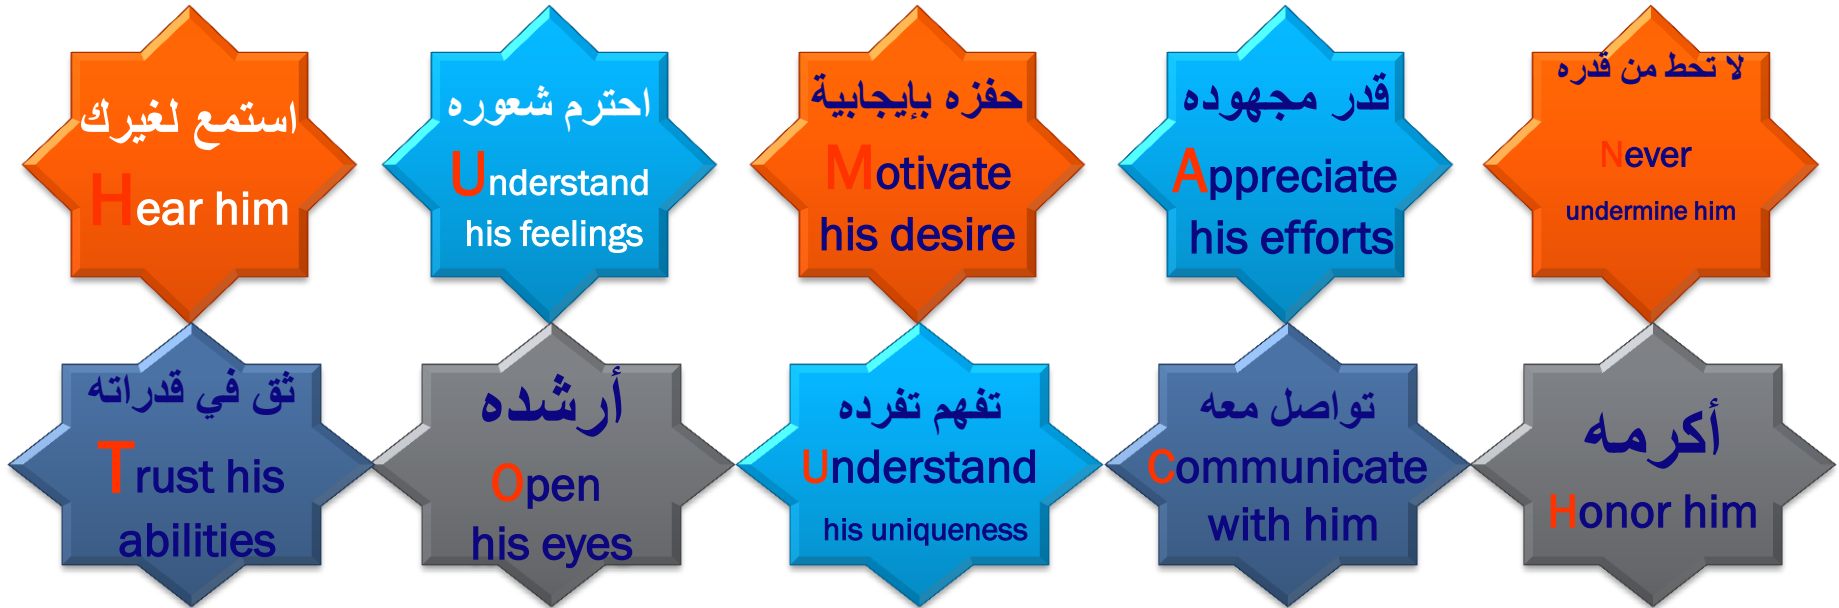 استمع لغيرك
Hear him
احترم شعوره
Understand
his feelings
حفزه بإيجابية
Motivate
his desire
قدر مجهوده
Appreciate
his efforts
لا تحط من قدره
Never
undermine him
ثق في قدراته
Trust his
abilities
أرشده
Open
his eyes
تفهم تفرده
Understand
his uniqueness
تواصل معه
Communicate
with him
أكرمه
Honor him